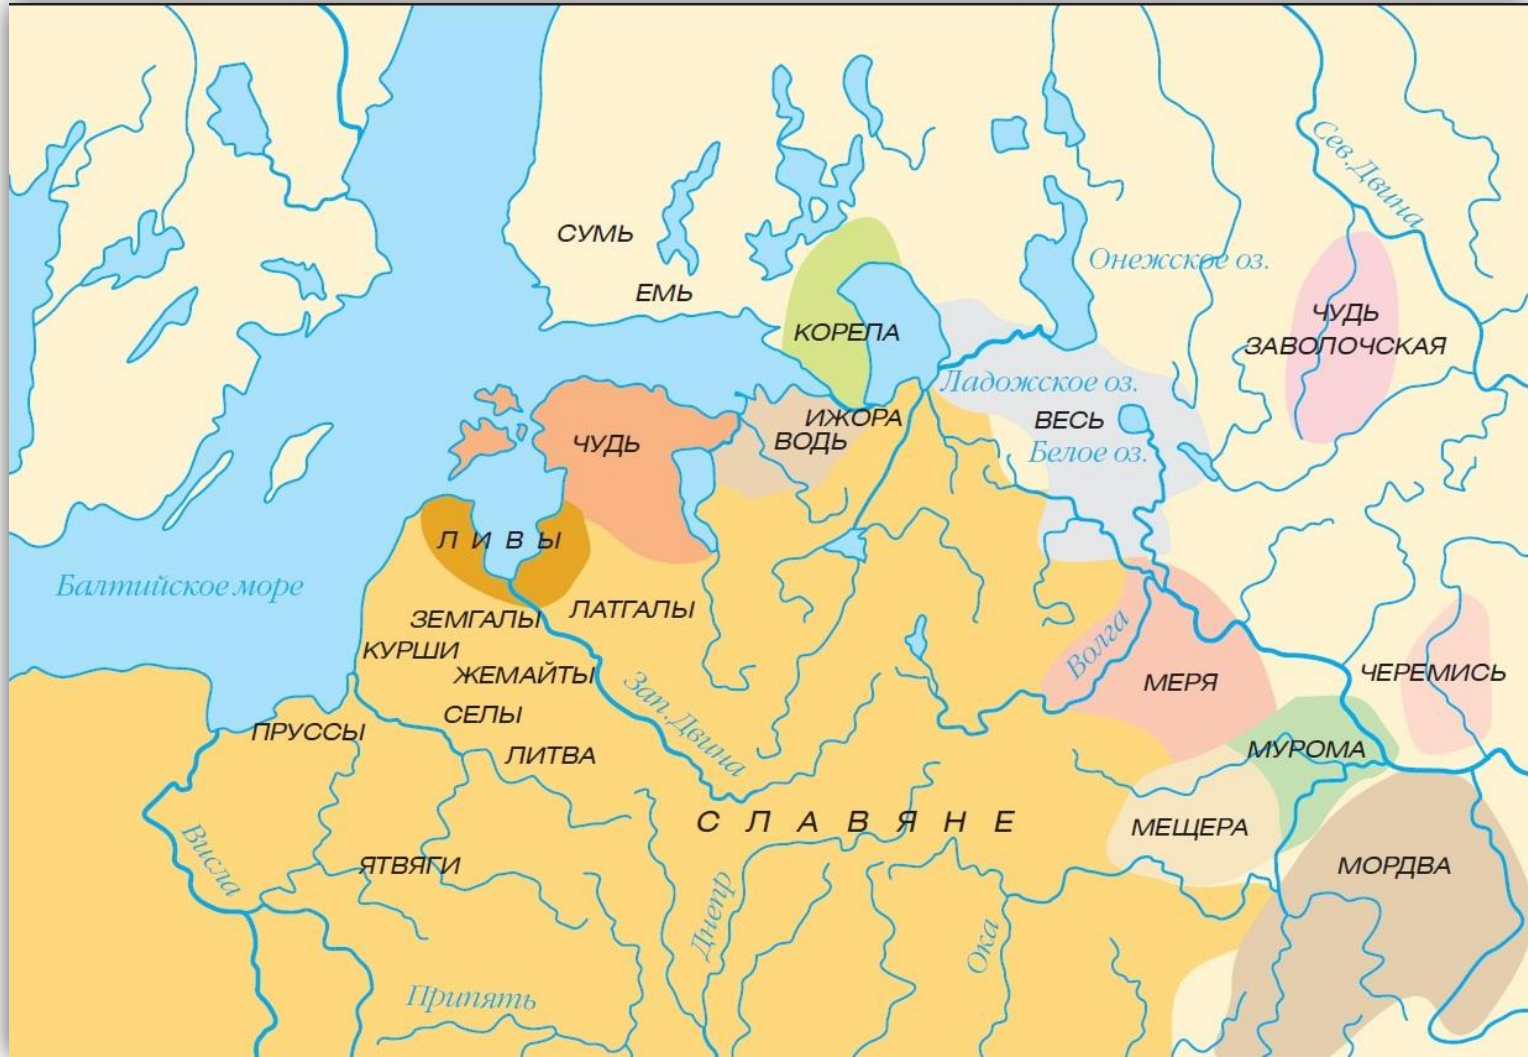 Сев. Двина
СУМЬ
Онежское оз.
ЕМЬ
ЧУДЬ
ЗАВОЛОЧСКАЯ
КОРЕЛА
Ладожское оз.
ИЖОРА
ВОДЬ
ВЕСЬ
Белое оз.
ЧУДЬ
ЛИВЫ
Балтийское море
ЗЕМГАЛЫ
ЛАТГАЛЫ
КУРШИ
ЖЕМАЙТЫ
Волга
МЕРЯ
ЧЕРЕМИСЬ
СЕЛЫ
Зап. Двина
ПРУССЫ
ЛИТВА
МУРОМА
СЛАВЯНЕ
МЕЩЕРА
Висла
ЯТВЯГИ
МОРДВА
Днепр
Ока
Припять